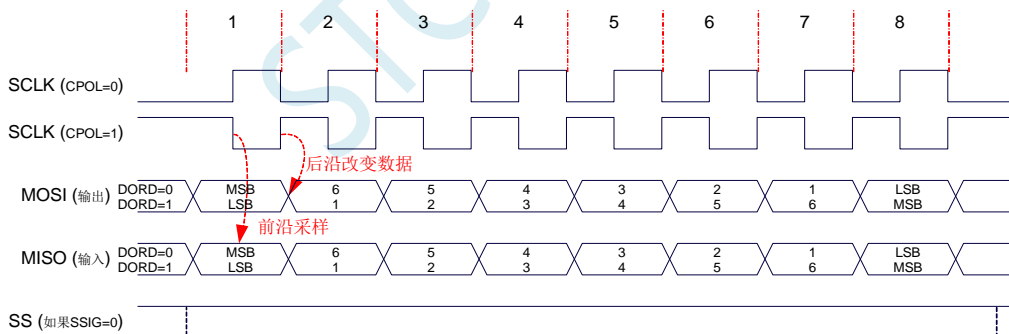 STC
1 2 3 4 5 6 7 8
SCLK (CPOL=0)
SCLK (CPOL=1)
后沿改变数据
MOSI (输出) DORD=0 MSB 6 5 4 3 2 1 LSB
DORD=1 LSB 1 2 3 4 5 6 MSB
前沿采样
MISO (输入) DORD=0 MSB 6 5 4 3 2 1 LSB
DORD=1 LSB 1 2 3 4 5 6 MSB
SS (如果SSIG=0)